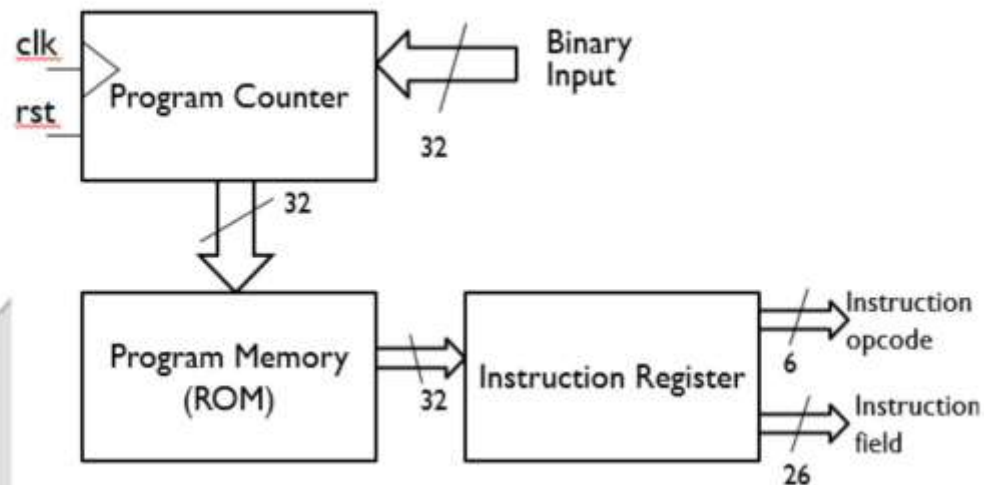 clk
rst
Program Counter
Binary
Input
32
32
Program Memory
(ROM)
32
Instruction Register
Instruction
opcode
6
Instruction
field
26